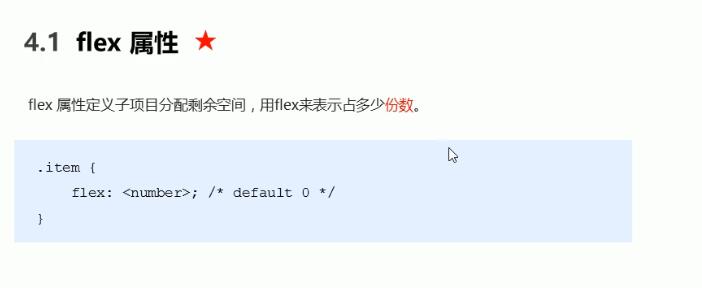 4.1 flex 属性 ★
flex 属性定义子项目分配剩余空间，用flex来表示占多少份数。
.item {
    flex: <number>; /* default 0 */
}